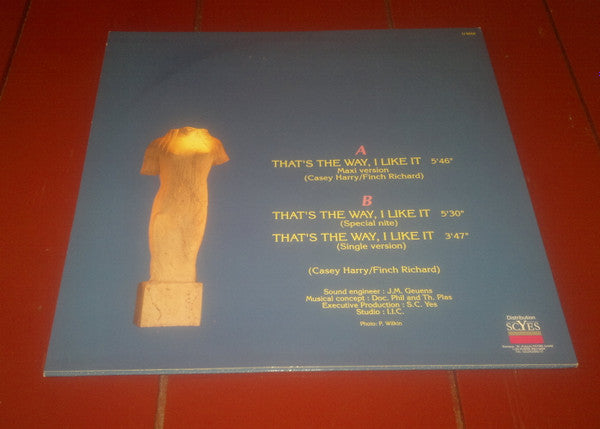 A
THAT'S THE WAY, I LIKE IT 5'46"
Maxi version
(Casey Harry/Finch Richard)
B
THAT'S THE WAY, I LIKE IT 5'30"
(Special nite)
THAT'S THE WAY, I LIKE IT 3'47"
(Single version)
(Casey Harry/Finch Richard)
Sound engineer : J.M. Geuens
Musical concept : Doc. Phil and Th. Plas
Executive Production : S.C. Yes
Studio : I.I.C.
Photo: P. Wilkin
Distribution
SCYES